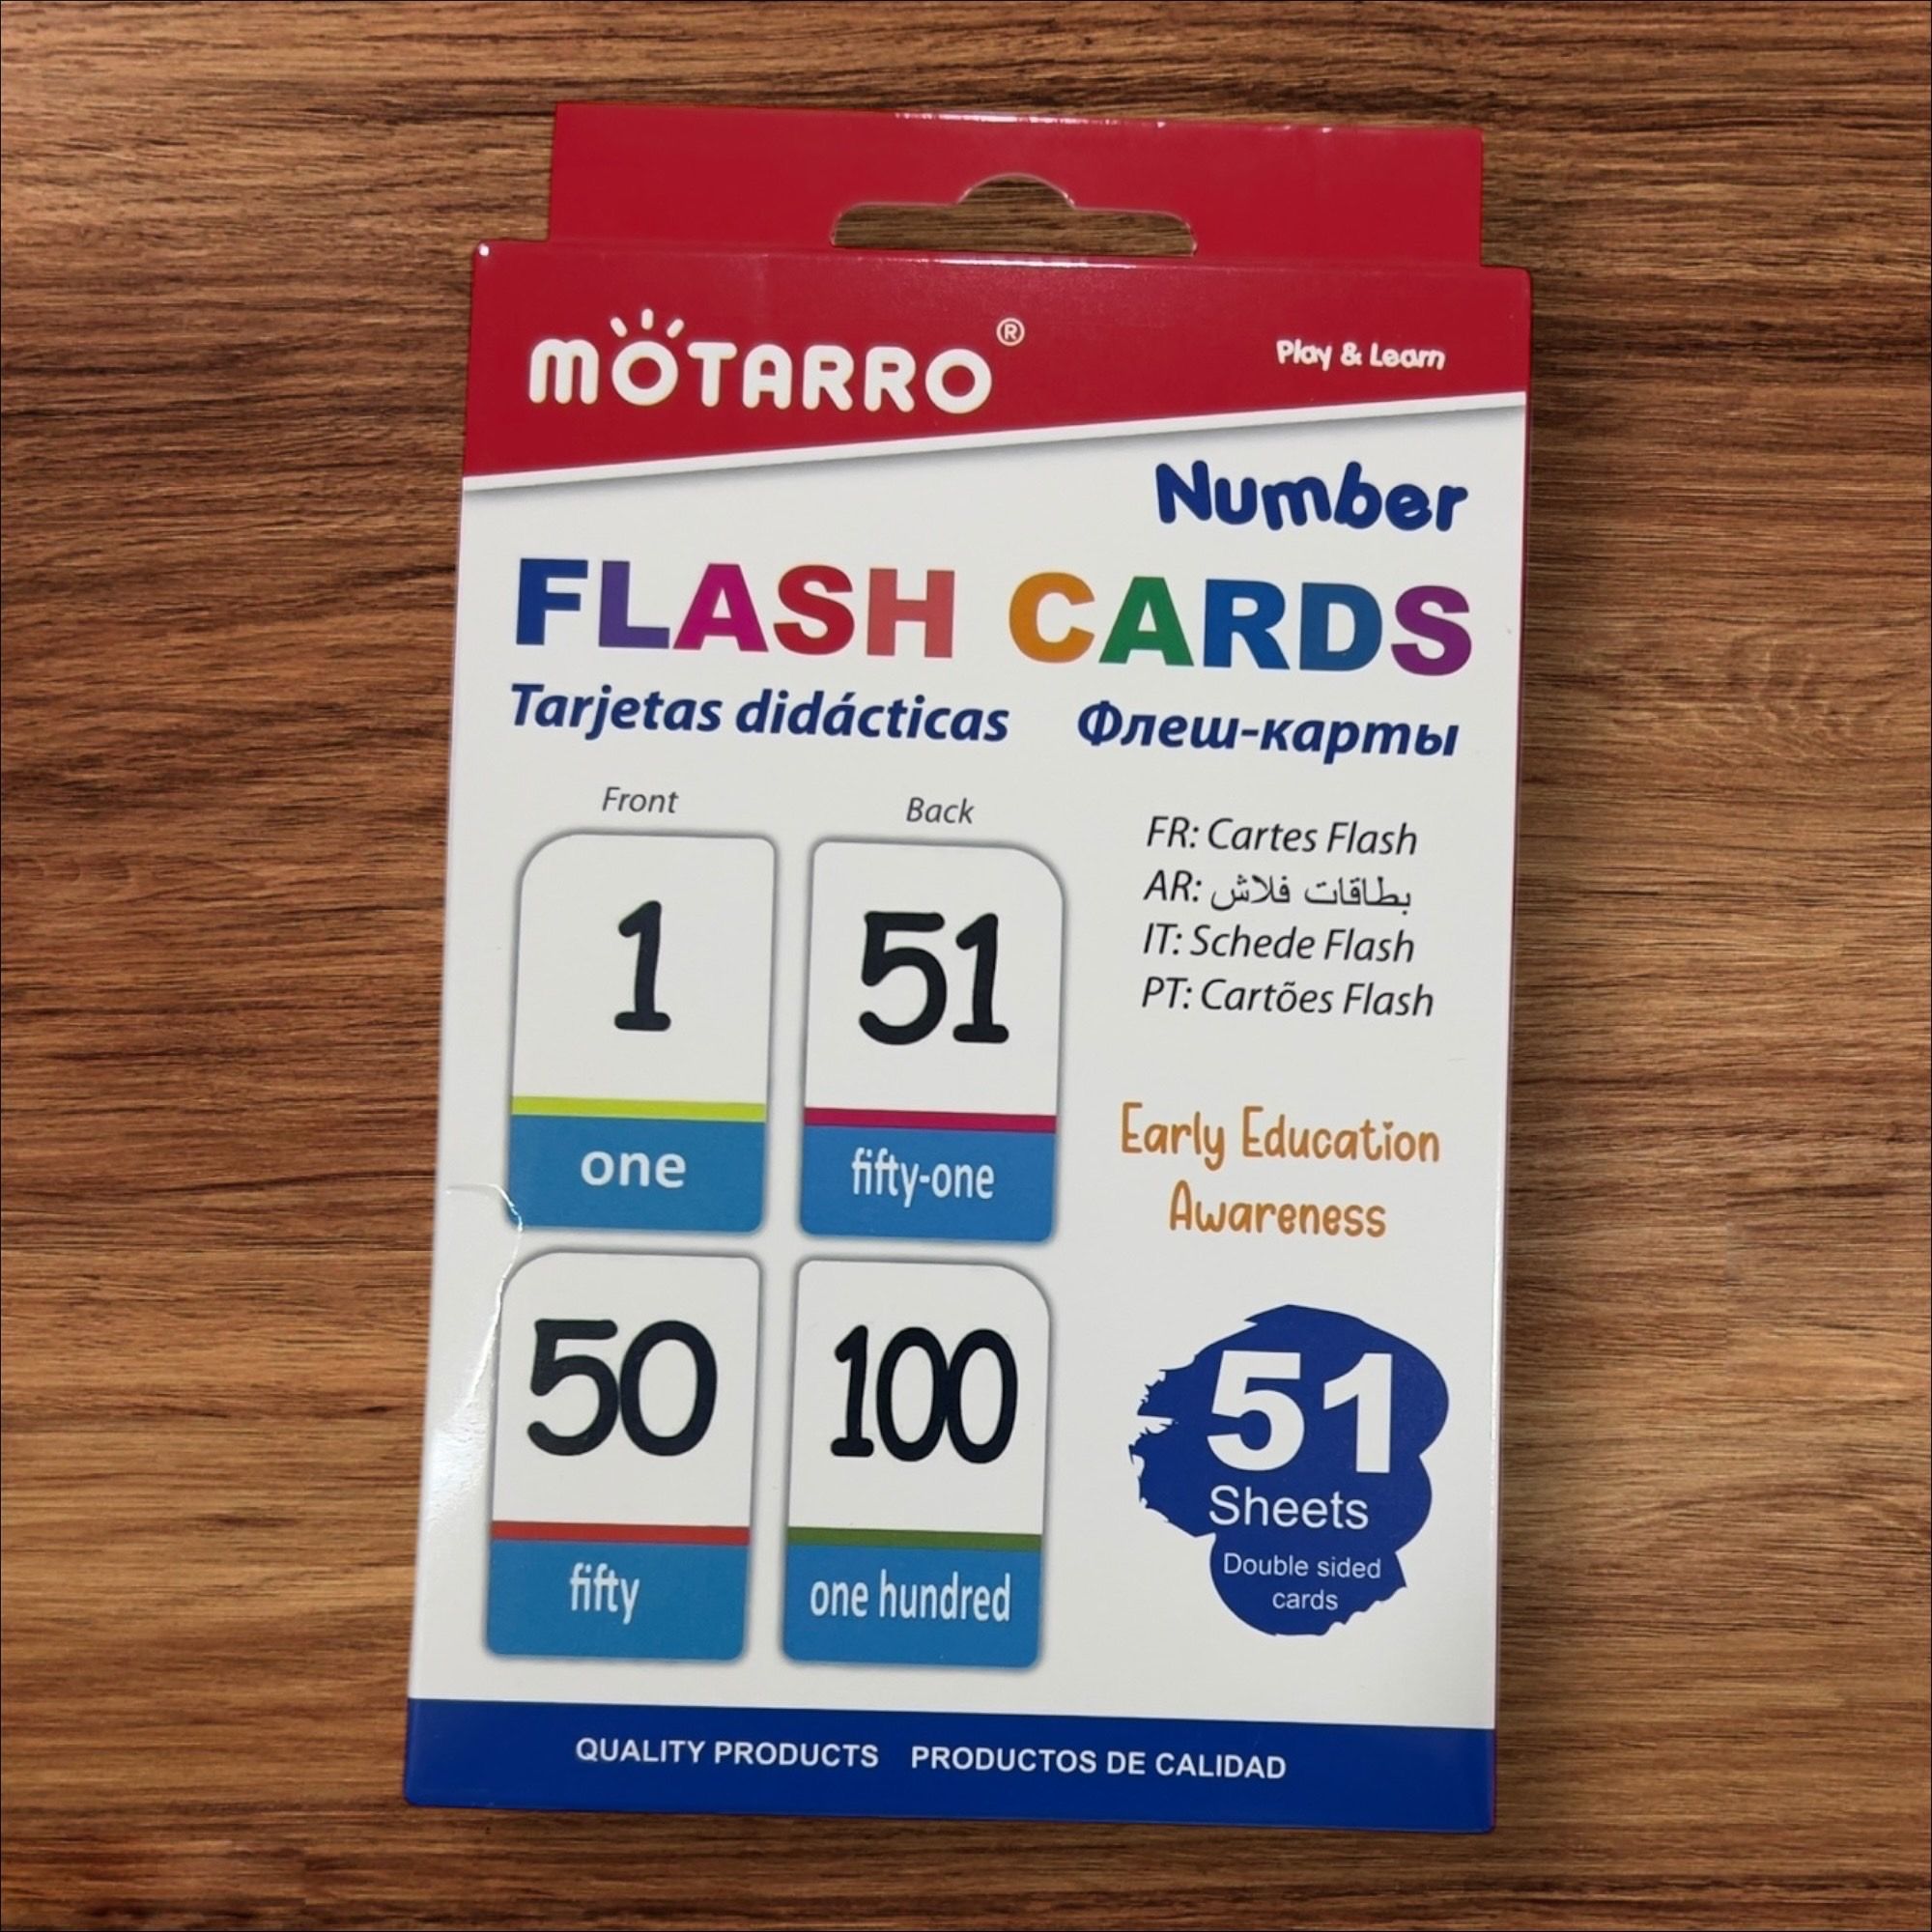 MOTARRO®
Play & Learn
Number
FLASH CARDS
Tarjetas didácticas Флеш-карты
Front Back
1
one
51
fifty-one
50
fifty
100
one hundred
FR: Cartes Flash
AR: بطاقات فلاش
IT: Schede Flash
PT: Cartões Flash
Early Education
Awareness
51
Sheets
Double sided
cards
QUALITY PRODUCTS PRODUCTOS DE CALIDAD